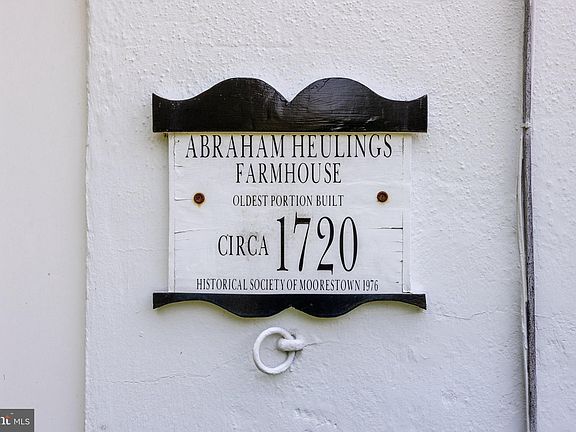 ABRAHAM HEULINGS
FARMHOUSE
OLDEST PORTION BUILT
CIRCA 1720
HISTORICAL SOCIETY OF MOORESTOWN 1976
MLS